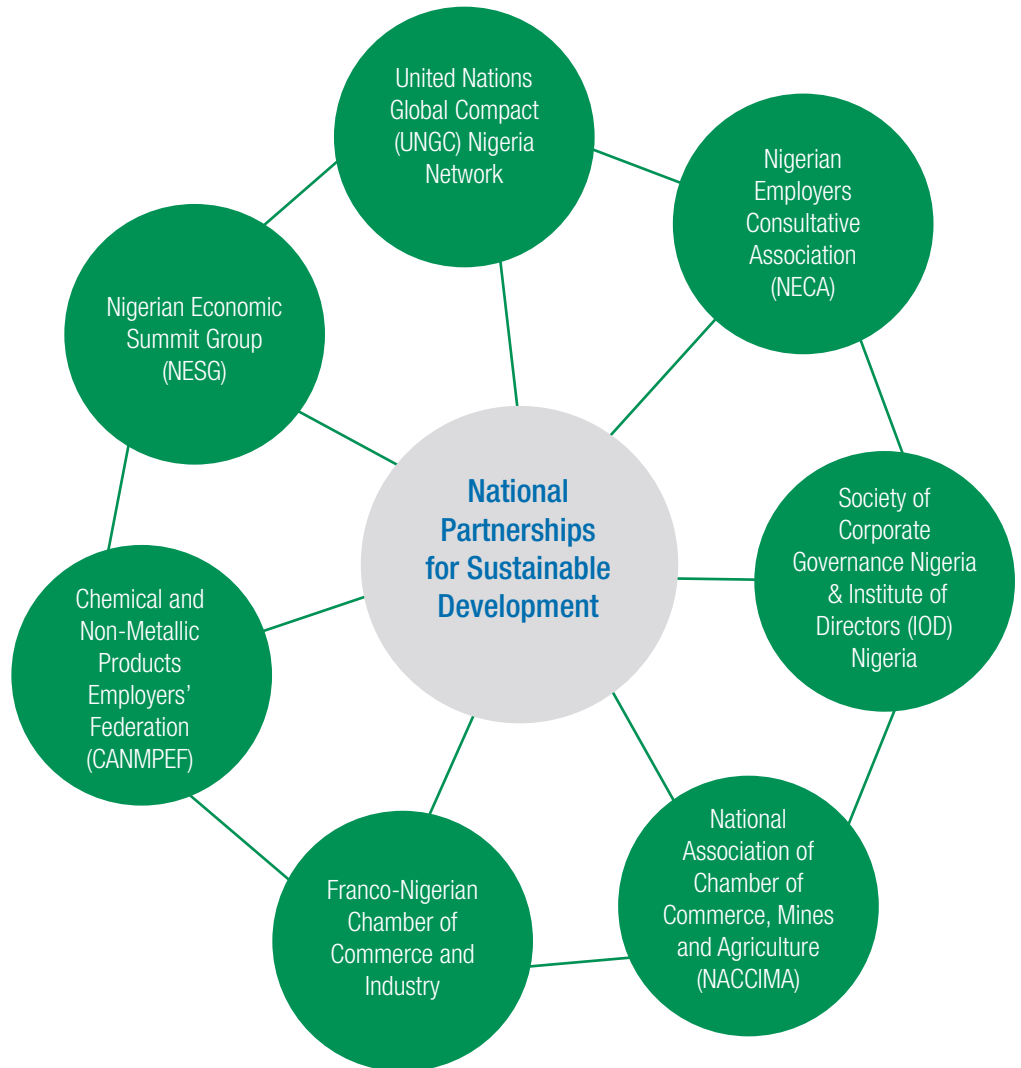 United Nations
Global Compact
(UNGC) Nigeria
Network
Nigerian
Employers
Consultative
Association
(NECA)
Nigerian Economic
Summit Group
(NESG)
National
Partnerships
for Sustainable
Development
Society of
Corporate
Governance Nigeria
& Institute of
Directors (IOD)
Nigeria
Chemical and
Non-Metallic
Products
Employers’
Federation
(CANMPEF)
National
Association of
Chamber of
Commerce, Mines
and Agriculture
(NACCIMA)
Franco-Nigerian
Chamber of
Commerce and
Industry